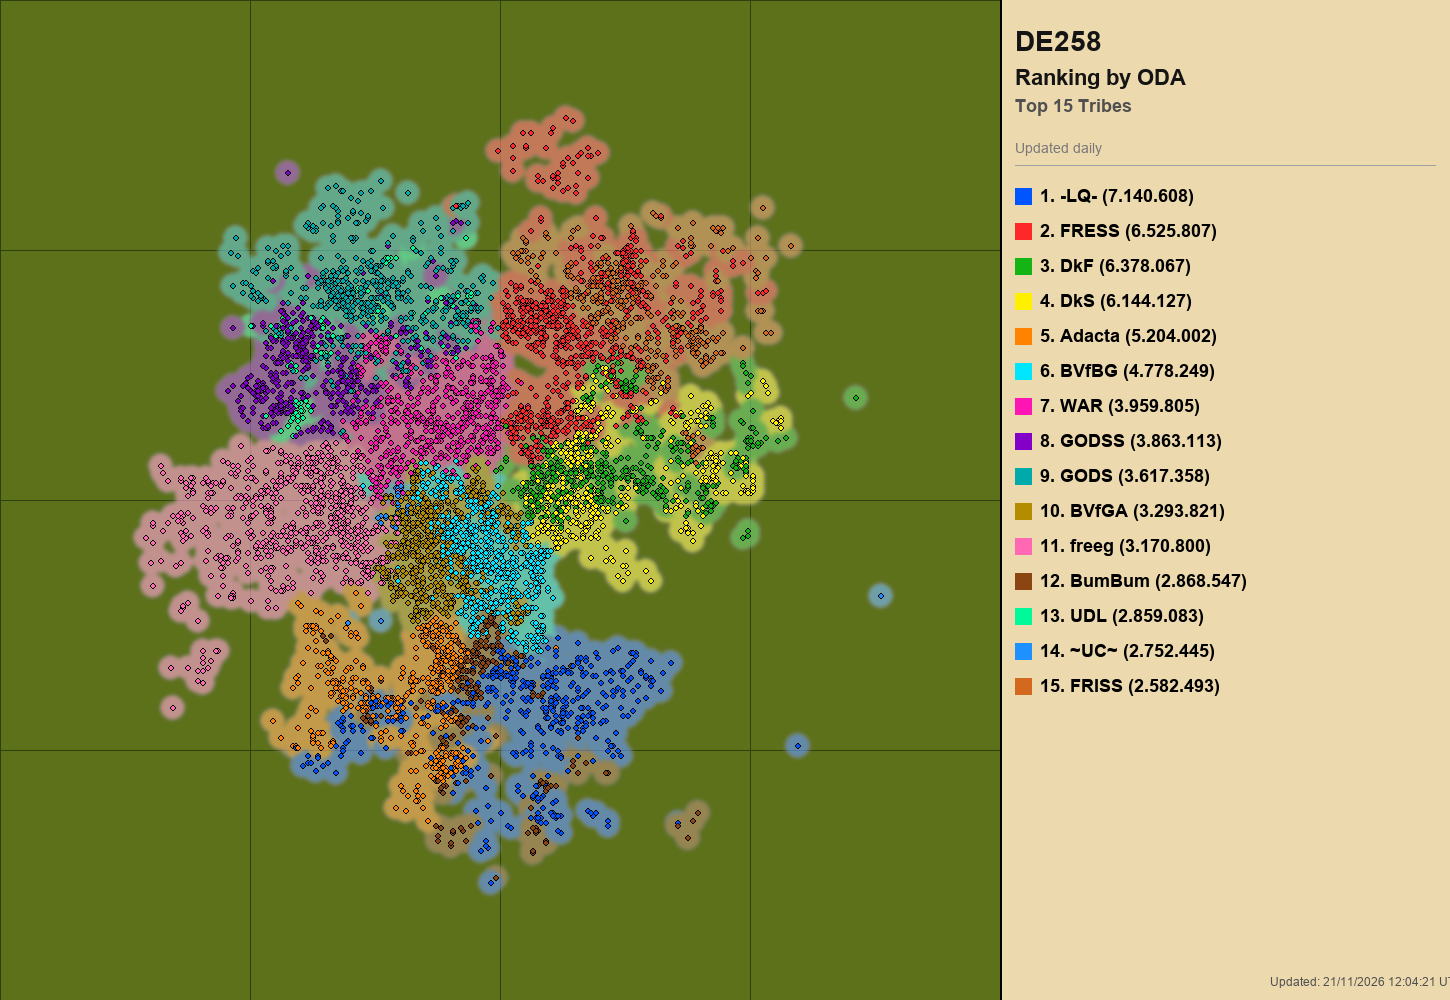 DE258
Ranking by ODA
Top 15 Tribes
Updated daily
1. -LQ- (7.140.608)
2. FRESS (6.525.807)
3. DkF (6.378.067)
4. DkS (6.144.127)
5. Adacta (5.204.002)
6. BVfBG (4.778.249)
7. WAR (3.959.805)
8. GODSS (3.863.113)
9. GODS (3.617.358)
10. BVfGA (3.293.821)
11. freeg (3.170.800)
12. BumBum (2.868.547)
13. UDL (2.859.083)
14. ~UC~ (2.752.445)
15. FRISS (2.582.493)
Updated: 21/11/2026 12:04:21 U